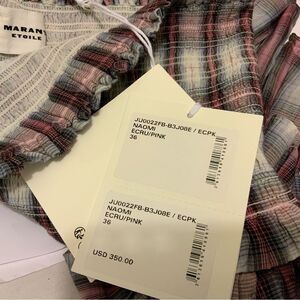 MARAN
ETOILE
JU0022FB-B3J08E / ECPK
NAOMI
ECRU/PINK
36
JU0022FB-B3J08E / ECPK
NAOMI
ECRU/PINK
36
USD 350.00